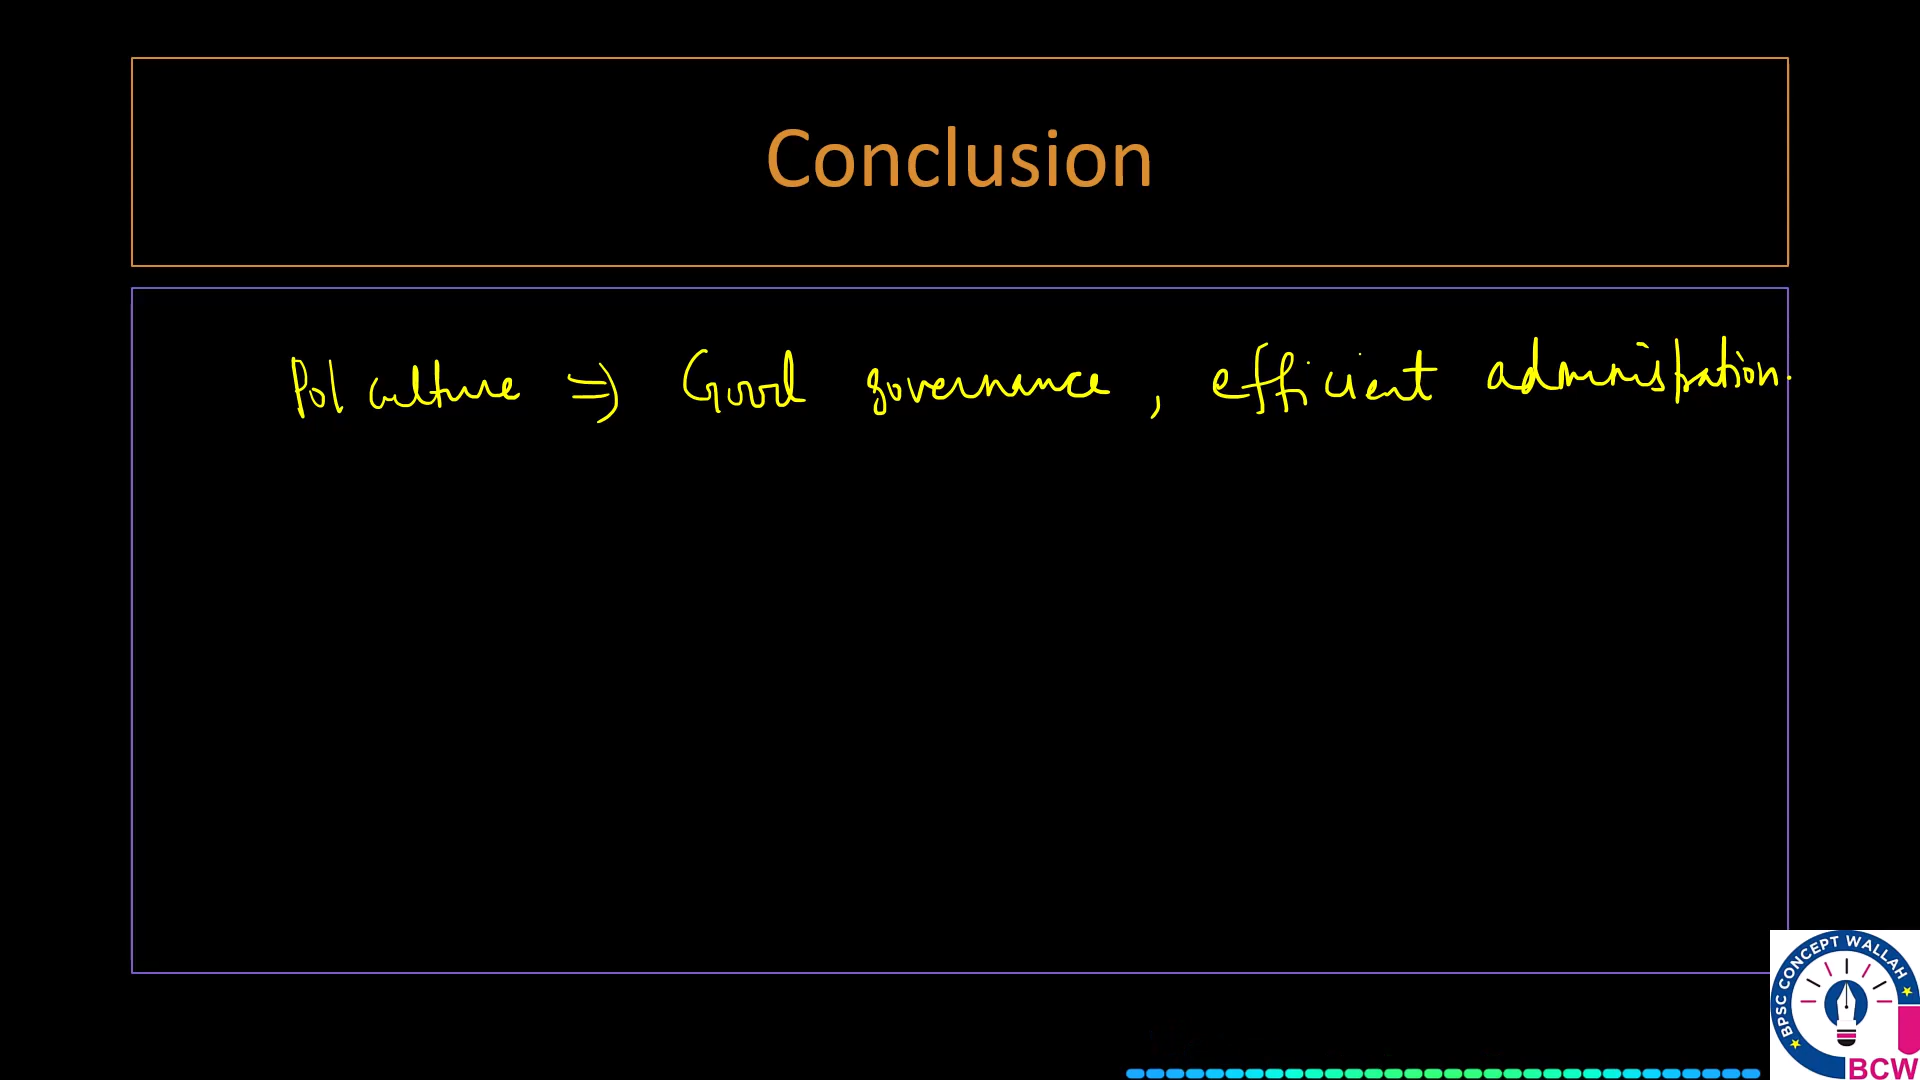 Conclusion
Pol culture ⇒ Good governance, efficient administration.
BPSC CONCEPT WALLAH
BCW